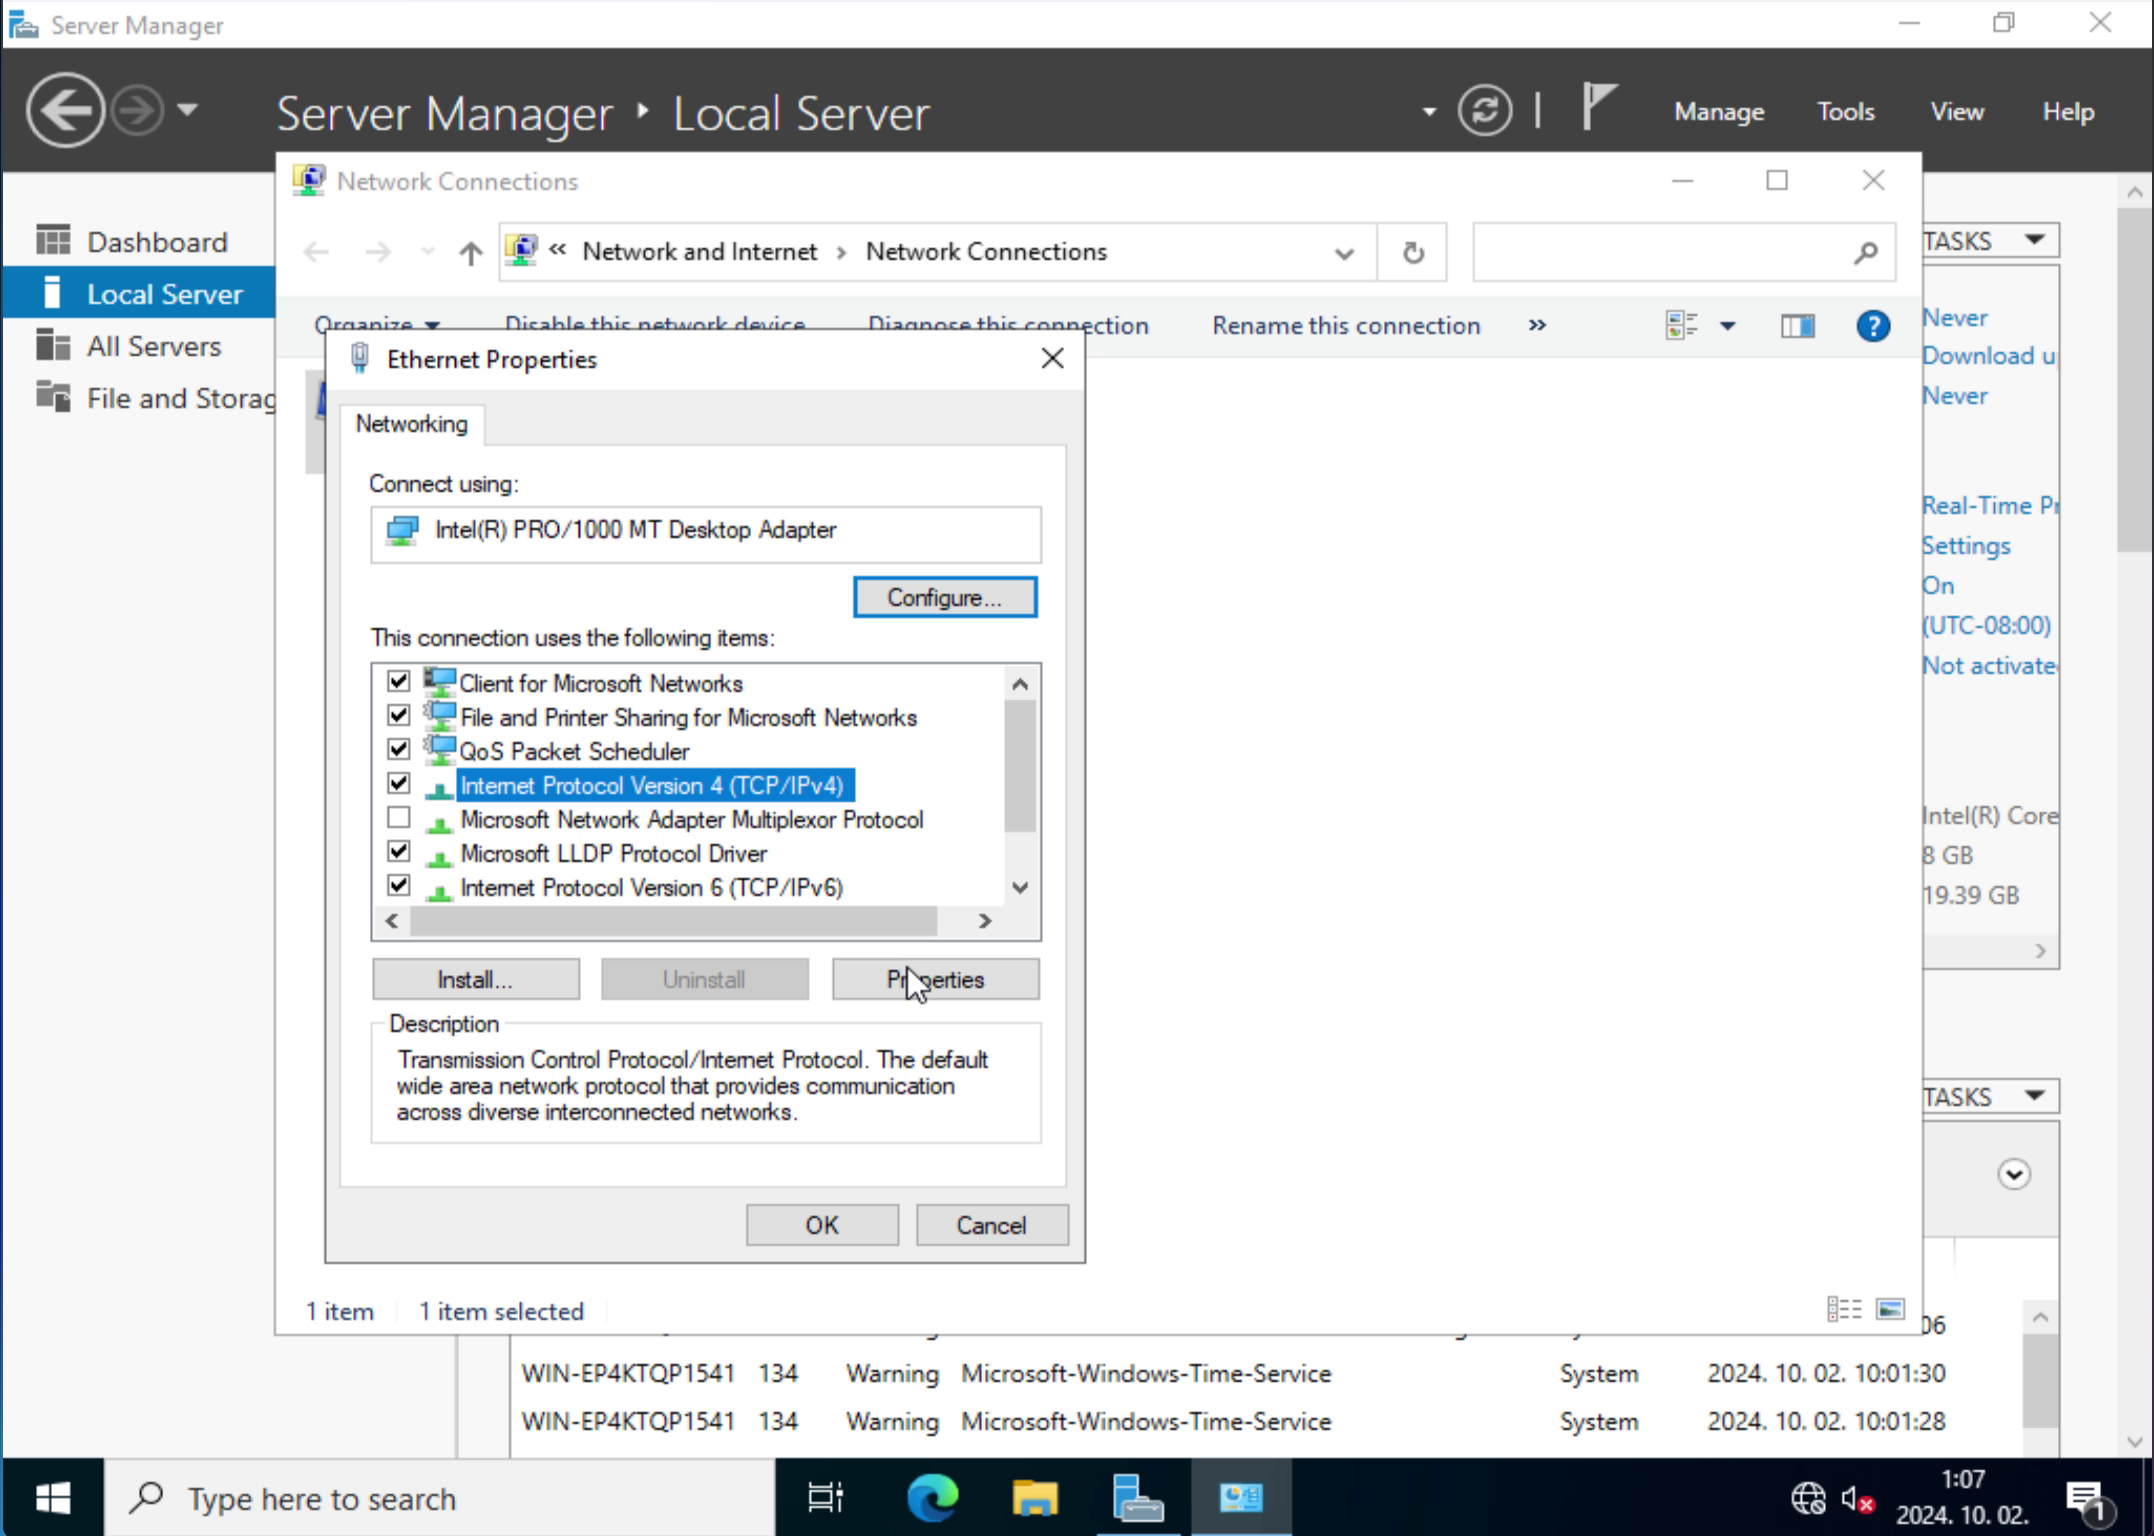 Server Manager
Server Manager Local Server
Manage Tools View Help
Network Connections
Dashboard
Local Server
All Servers
File and Storag
« Network and Internet Network Connections
Organize Disable this network device Diagnose this connection Rename this connection »
TASKS
Never
Download u
Never
Real-Time Pr
Settings
On
(UTC-08:00)
Not activate
Intel(R) Core
8 GB
19.39 GB
Ethernet Properties
Networking
Connect using:
Intel(R) PRO/1000 MT Desktop Adapter
Configure...
This connection uses the following items:
Client for Microsoft Networks
File and Printer Sharing for Microsoft Networks
QoS Packet Scheduler
Internet Protocol Version 4 (TCP/IPv4)
Microsoft Network Adapter Multiplexor Protocol
Microsoft LLDP Protocol Driver
Internet Protocol Version 6 (TCP/IPv6)
Install... Uninstall Properties
Description
Transmission Control Protocol/Internet Protocol. The default
wide area network protocol that provides communication
across diverse interconnected networks.
OK Cancel
TASKS
1 item 1 item selected
06
WIN-EP4KTQP1541 134 Warning Microsoft-Windows-Time-Service System 2024. 10. 02. 10:01:30
WIN-EP4KTQP1541 134 Warning Microsoft-Windows-Time-Service System 2024. 10. 02. 10:01:28
Type here to search
1:07
2024. 10. 02.
1